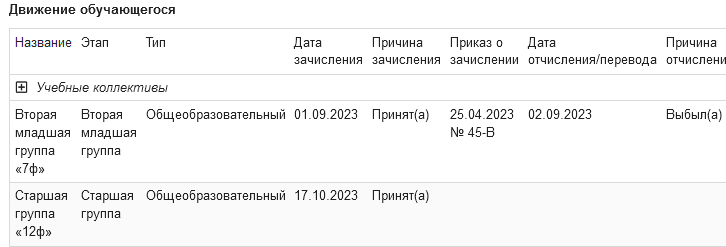 Движение обучающегося
Название Этап Тип Дата зачисления Причина зачисления Приказ о зачислении Дата отчисления/перевода Причина отчислени
Учебные коллективы
Вторая младшая группа «7ф» Вторая младшая группа Общеобразовательный 01.09.2023 Принят(а) 25.04.2023 № 45-В 02.09.2023 Выбыл(а)
Старшая группа «12ф» Старшая группа Общеобразовательный 17.10.2023 Принят(а)